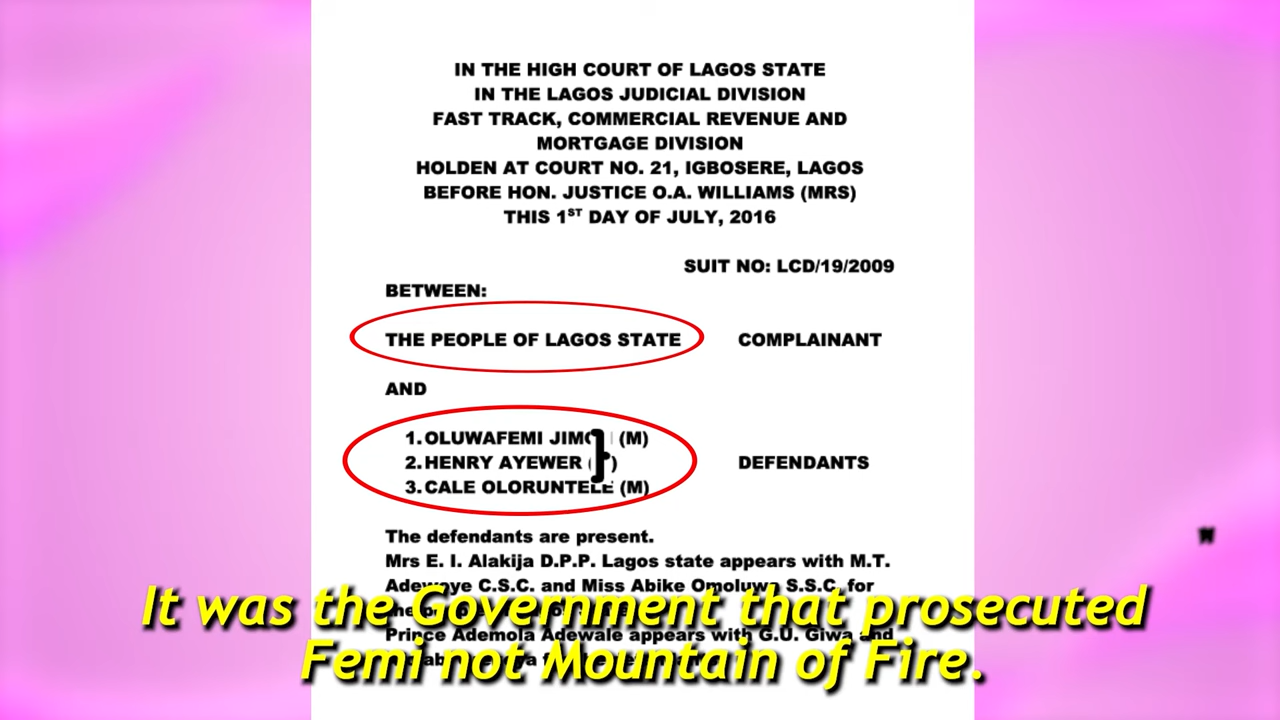 IN THE HIGH COURT OF LAGOS STATE
IN THE LAGOS JUDICIAL DIVISION
FAST TRACK, COMMERCIAL REVENUE AND
MORTGAGE DIVISION
HOLDEN AT COURT NO. 21, IGBOSERE, LAGOS
BEFORE HON. JUSTICE O.A. WILLIAMS (MRS)
THIS 1ST DAY OF JULY, 2016
SUIT NO: LCD/19/2009
BETWEEN:
THE PEOPLE OF LAGOS STATE COMPLAINANT
AND
1. OLUWAFEMI (M)
2. HENRY AYEWER DEFENDANTS
3. CALE OLORUNTELE (M)
The defendants are present.
Mrs E. I. Alakija D.P.P. Lagos state appears with M.T.
Adewoye C.S.C. and Miss Abike Omoluwa S.S.C. for
Prince Ademola Adewale appears with G.U. Giwa and
It was the Government that prosecuted
Femi not Mountain of Fire.